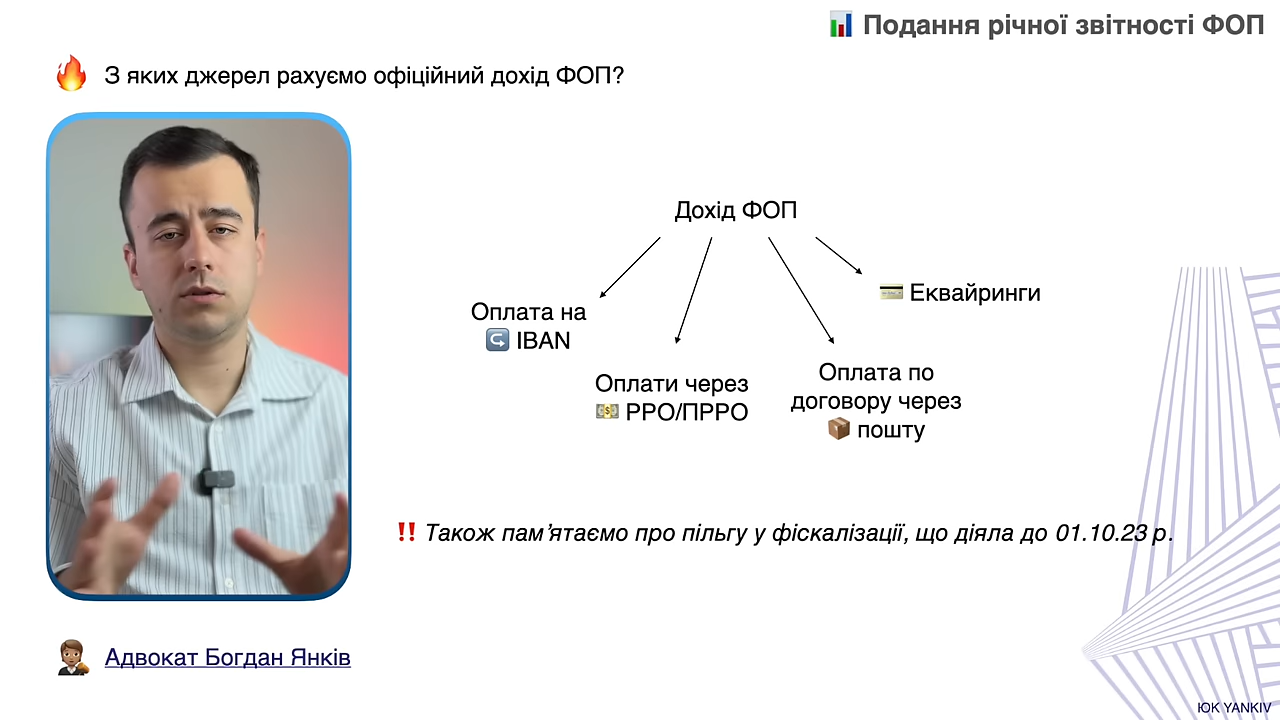 Подання річної звітності ФОП
З яких джерел рахуємо офіційний дохід ФОП?
Дохід ФОП
Еквайринги
Оплата на
IBAN
Оплати через
РРО/ПРРО
Оплата по
договору через
пошту
‼ Також пам’ятаємо про пільгу у фіскалізації, що діяла до 01.10.23 р.
Адвокат Богдан Янків
ЮК YANKIV